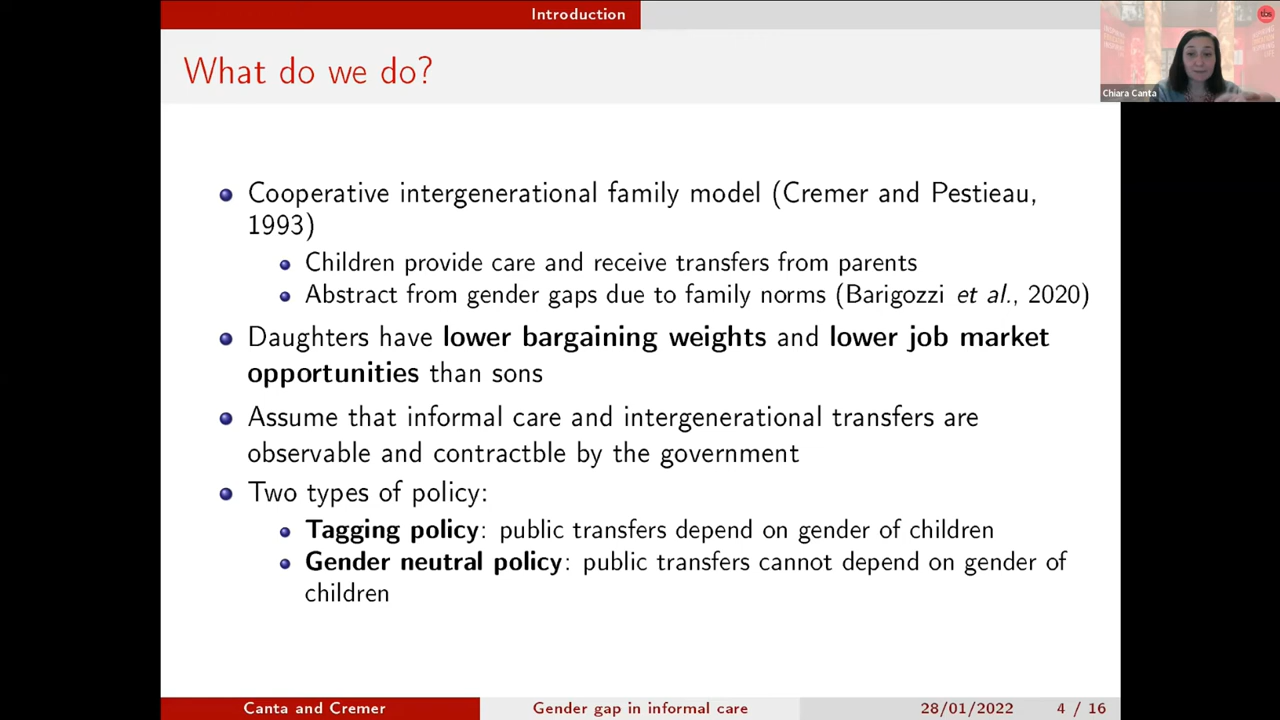 Introduction
tbs
Chiara Canta
What do we do?
Cooperative intergenerational family model (Cremer and Pestieau,
1993)
Children provide care and receive transfers from parents
Abstract from gender gaps due to family norms (Barigozzi et al., 2020)
Daughters have lower bargaining weights and lower job market
opportunities than sons
Assume that informal care and intergenerational transfers are
observable and contractble by the government
Two types of policy:
Tagging policy: public transfers depend on gender of children
Gender neutral policy: public transfers cannot depend on gender of
children
Canta and Cremer
Gender gap in informal care
28/01/2022
4 / 16